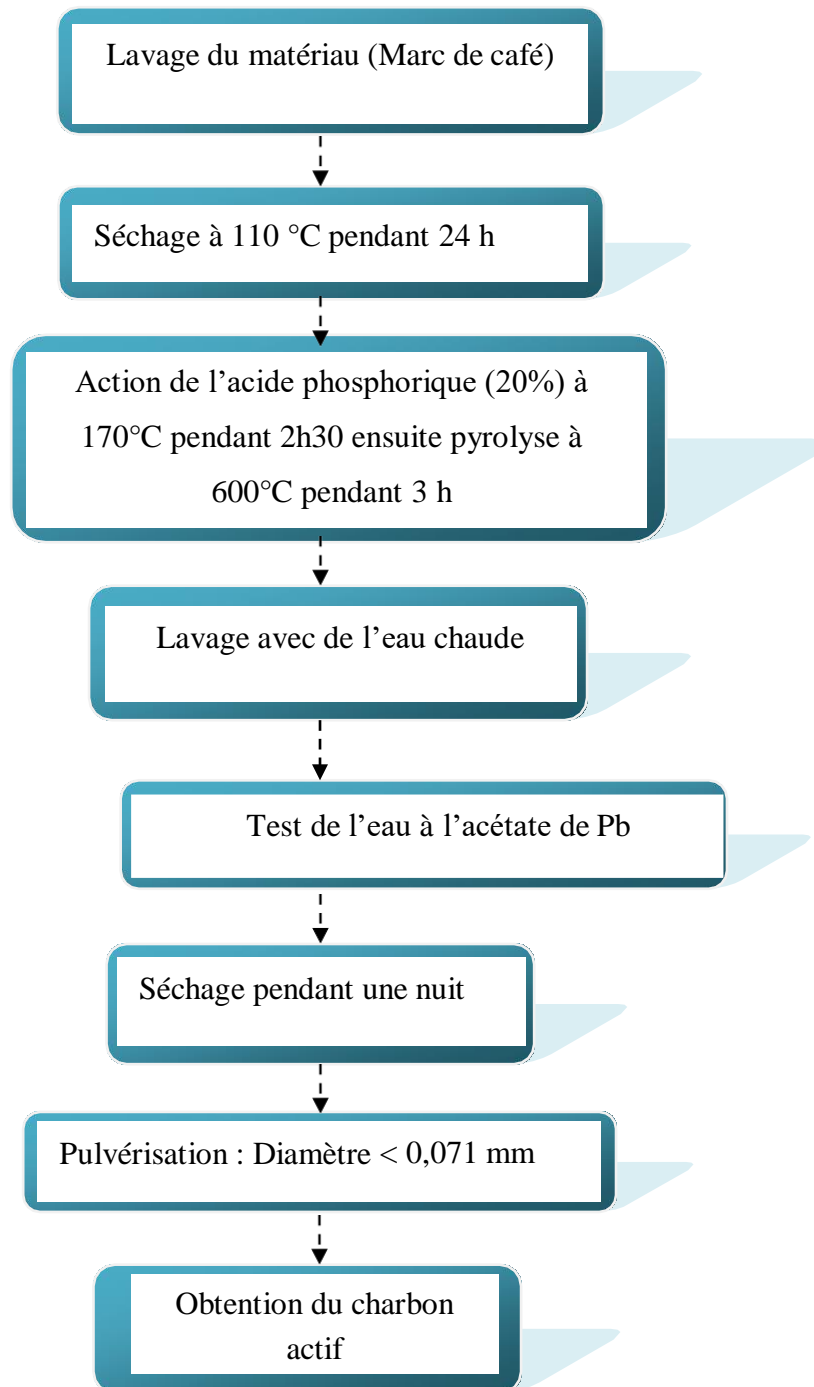 Lavage du matériau (Marc de café)
Séchage à 110 °C pendant 24 h
Action de l’acide phosphorique (20%) à
170°C pendant 2h30 ensuite pyrolyse à
600°C pendant 3 h
Lavage avec de l’eau chaude
Test de l’eau à l’acétate de Pb
Séchage pendant une nuit
Pulvérisation : Diamètre < 0,071 mm
Obtention du charbon
actif